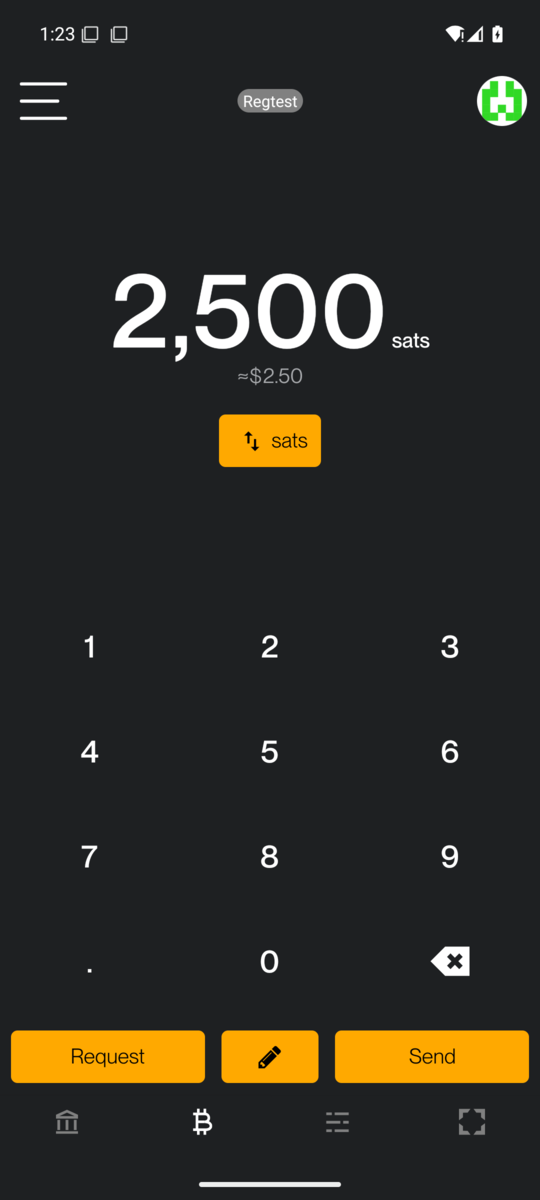 1:23
Regtest
2,500 sats
≈$2.50
sats
1 2 3
4 5 6
7 8 9
. 0
Request Send